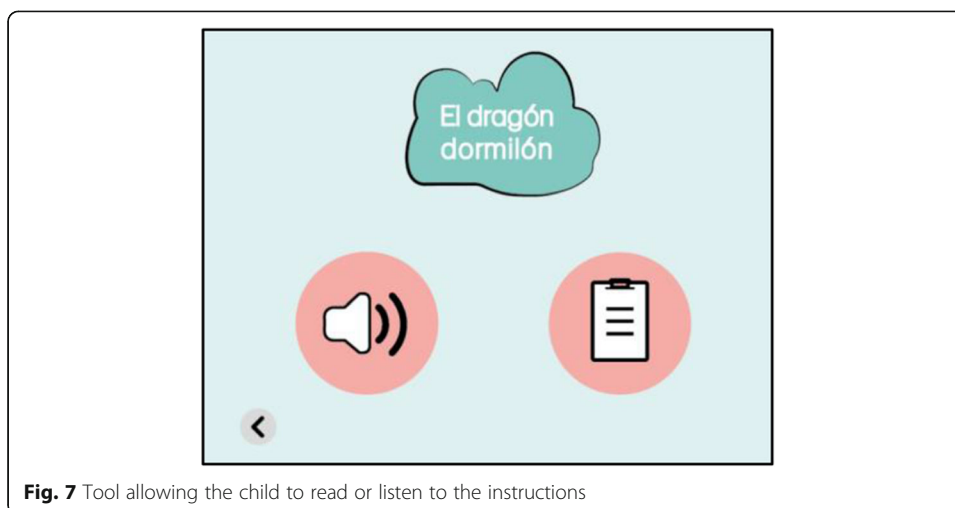 El dragón
dormilón
Fig. 7 Tool allowing the child to read or listen to the instructions